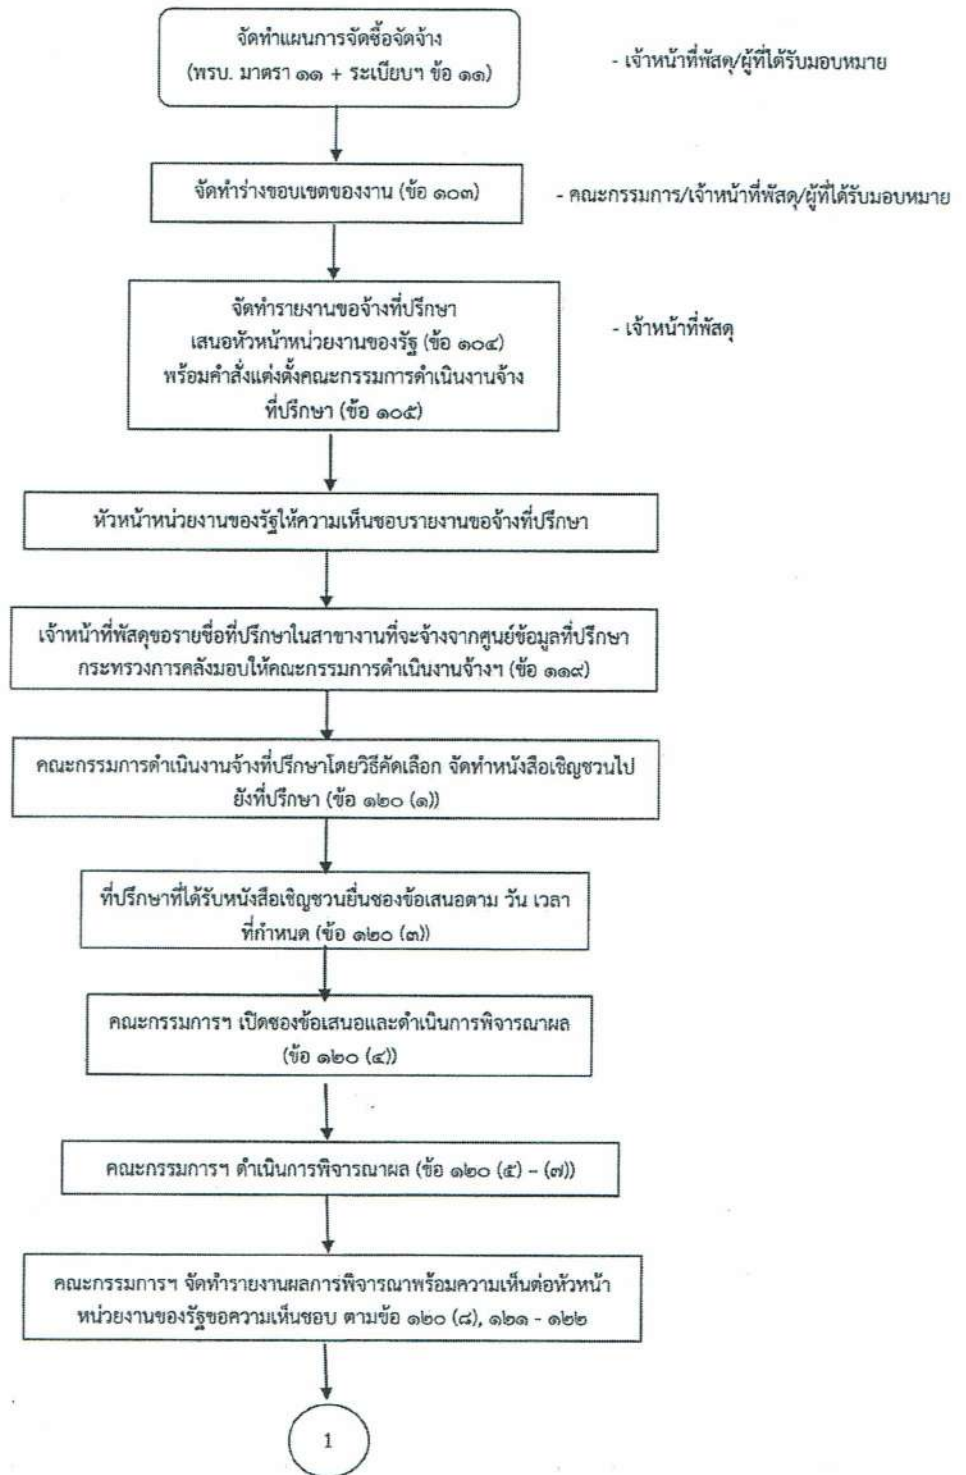 จัดทำแผนการจัดซื้อจัดจ้าง
(พรบ. มาตรา ๑๑ + ระเบียบฯ ข้อ ๑๑)
- เจ้าหน้าที่พัสดุ/ผู้ที่ได้รับมอบหมาย
จัดทำร่างขอบเขตของงาน (ข้อ ๑๐๓)
- คณะกรรมการ/เจ้าหน้าที่พัสดุ/ผู้ที่ได้รับมอบหมาย
จัดทำรายงานขอจ้างที่ปรึกษา
เสนอหัวหน้าหน่วยงานของรัฐ (ข้อ ๑๐๔)
พร้อมคำสั่งแต่งตั้งคณะกรรมการดำเนินงานจ้าง
ที่ปรึกษา (ข้อ ๑๐๕)
- เจ้าหน้าที่พัสดุ
หัวหน้าหน่วยงานของรัฐให้ความเห็นชอบรายงานขอจ้างที่ปรึกษา
เจ้าหน้าที่พัสดุขอรายชื่อที่ปรึกษาในสาขางานที่จะจ้างจากศูนย์ข้อมูลที่ปรึกษา
กระทรวงการคลังมอบให้คณะกรรมการดำเนินงานจ้างฯ (ข้อ ๑๑๙)
คณะกรรมการดำเนินงานจ้างที่ปรึกษาโดยวิธีคัดเลือก จัดทำหนังสือเชิญชวนไป
ยังที่ปรึกษา (ข้อ ๑๒๐ (๑))
ที่ปรึกษาที่ได้รับหนังสือเชิญชวนยื่นซองข้อเสนอตาม วัน เวลา
ที่กำหนด (ข้อ ๑๒๐ (๓))
คณะกรรมการฯ เปิดซองข้อเสนอและดำเนินการพิจารณาผล
(ข้อ ๑๒๐ (๔))
คณะกรรมการฯ ดำเนินการพิจารณาผล (ข้อ ๑๒๐ (๕) – (๗))
คณะกรรมการฯ จัดทำรายงานผลการพิจารณาพร้อมความเห็นต่อหัวหน้า
หน่วยงานของรัฐขอความเห็นชอบ ตามข้อ ๑๒๐ (๘), ๑๒๑ - ๑๒๒
1